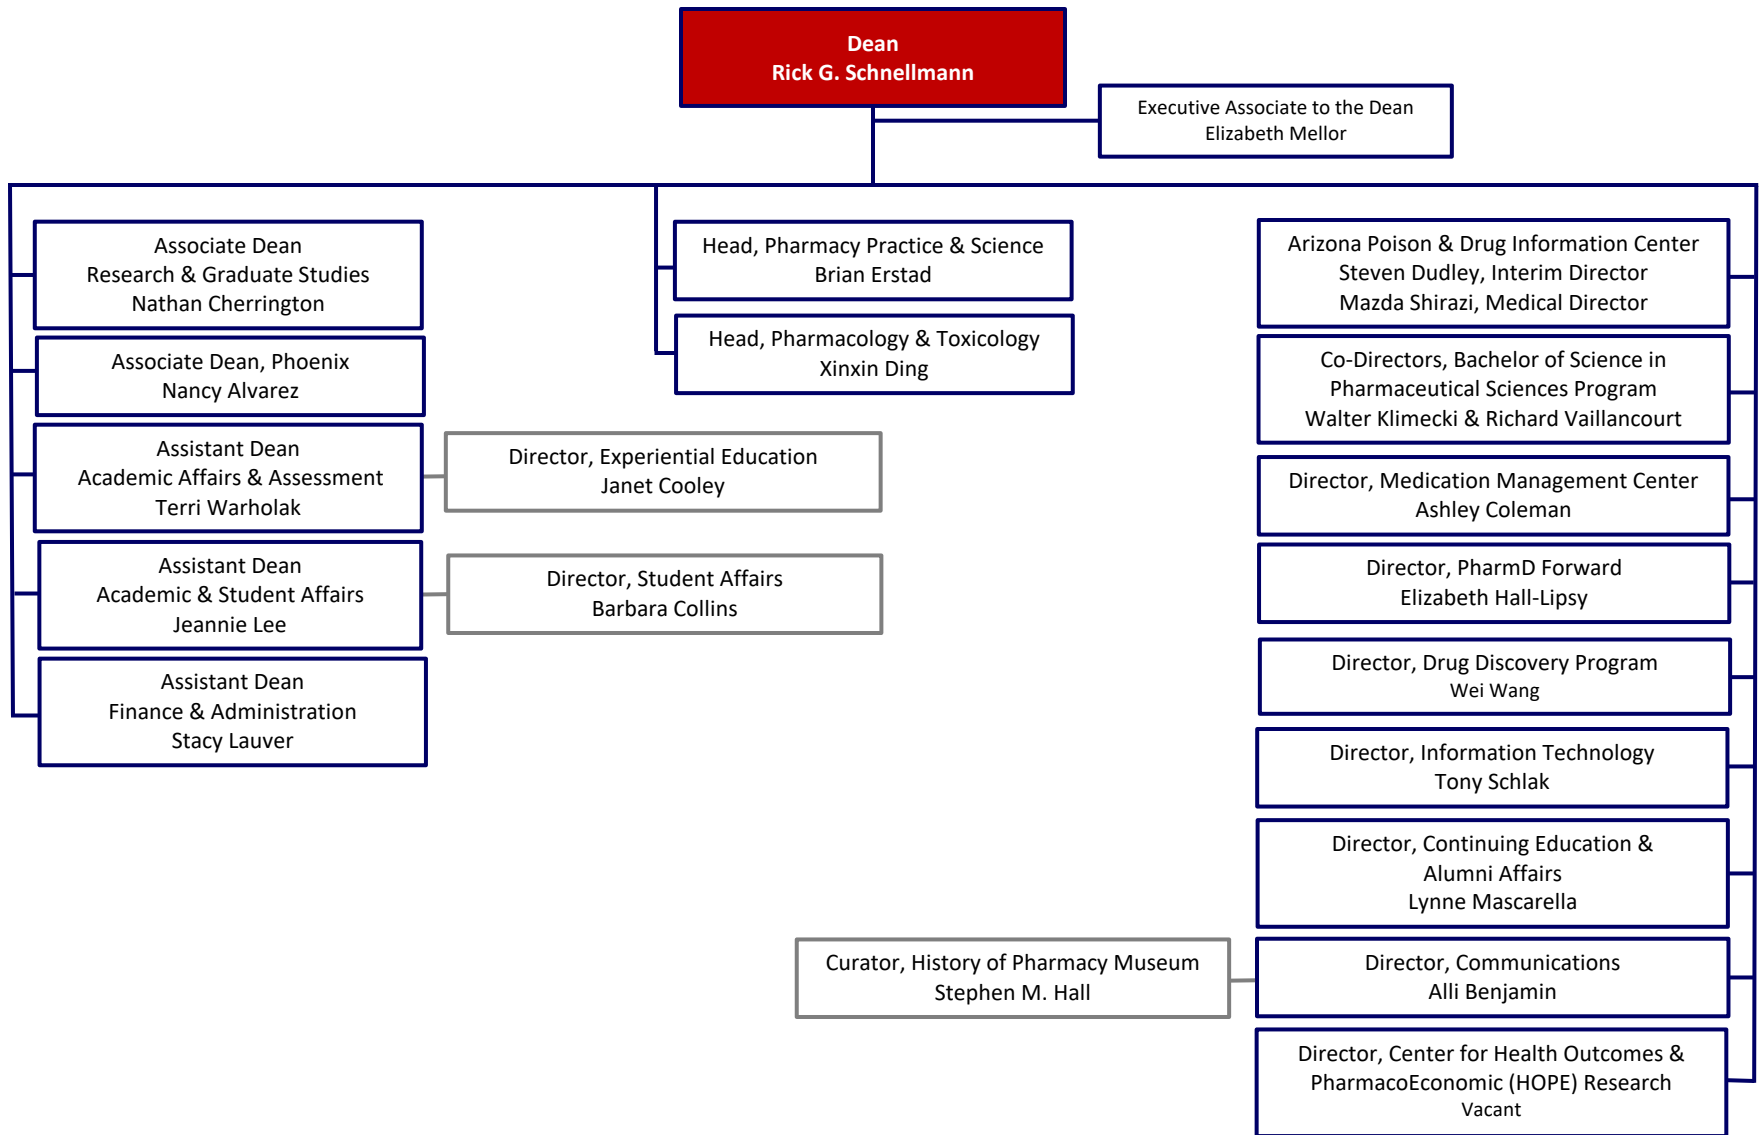 Dean
Rick G. Schnellmann
Executive Associate to the Dean
Elizabeth Mellor
Associate Dean
Research & Graduate Studies
Nathan Cherrington
Associate Dean, Phoenix
Nancy Alvarez
Assistant Dean
Academic Affairs & Assessment
Terri Warholak
Director, Experiential Education
Janet Cooley
Assistant Dean
Academic & Student Affairs
Jeannie Lee
Director, Student Affairs
Barbara Collins
Assistant Dean
Finance & Administration
Stacy Lauver
Head, Pharmacy Practice & Science
Brian Erstad
Head, Pharmacology & Toxicology
Xinxin Ding
Arizona Poison & Drug Information Center
Steven Dudley, Interim Director
Mazda Shirazi, Medical Director
Co-Directors, Bachelor of Science in
Pharmaceutical Sciences Program
Walter Klimecki & Richard Vaillancourt
Director, Medication Management Center
Ashley Coleman
Director, PharmD Forward
Elizabeth Hall-Lipsy
Director, Drug Discovery Program
Wei Wang
Director, Information Technology
Tony Schlak
Director, Continuing Education &
Alumni Affairs
Lynne Mascarella
Curator, History of Pharmacy Museum
Stephen M. Hall
Director, Communications
Alli Benjamin
Director, Center for Health Outcomes &
PharmacoEconomic (HOPE) Research
Vacant